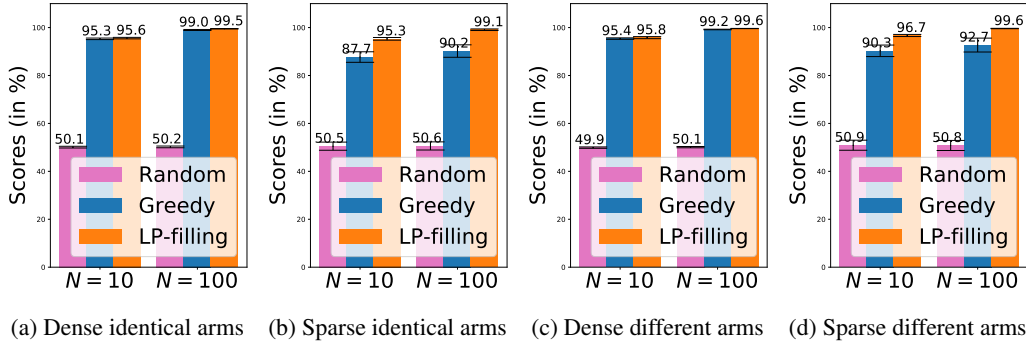 Scores (in %)
100
80
60
40
20
0
50.1
95.3
95.6
50.2
99.0
99.5
Random
Greedy
LP-filling
N = 10
N = 100
(a) Dense identical arms
Scores (in %)
100
80
60
40
20
0
50.5
87.7
95.3
50.6
90.2
99.1
Random
Greedy
LP-filling
N = 10
N = 100
(b) Sparse identical arms
Scores (in %)
100
80
60
40
20
0
49.9
95.4
95.8
50.1
99.2
99.6
Random
Greedy
LP-filling
N = 10
N = 100
(c) Dense different arms
Scores (in %)
100
80
60
40
20
0
50.9
90.3
96.7
50.8
92.7
99.6
Random
Greedy
LP-filling
N = 10
N = 100
(d) Sparse different arms